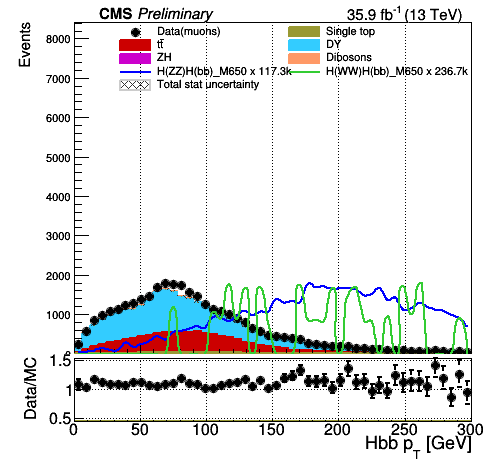 CMS Preliminary 35.9 fb⁻¹ (13 TeV)
Data(muons) Single top
tt̄ DY
ZH Dibosons
H(ZZ)H(bb)_M650 x 117.3k H(WW)H(bb)_M650 x 236.7k
Total stat uncertainty
Events
8000
7000
6000
5000
4000
3000
2000
1000
0
Data/MC
1.5
1
0.5
0 50 100 150 200 250 300
Hbb p_T [GeV]